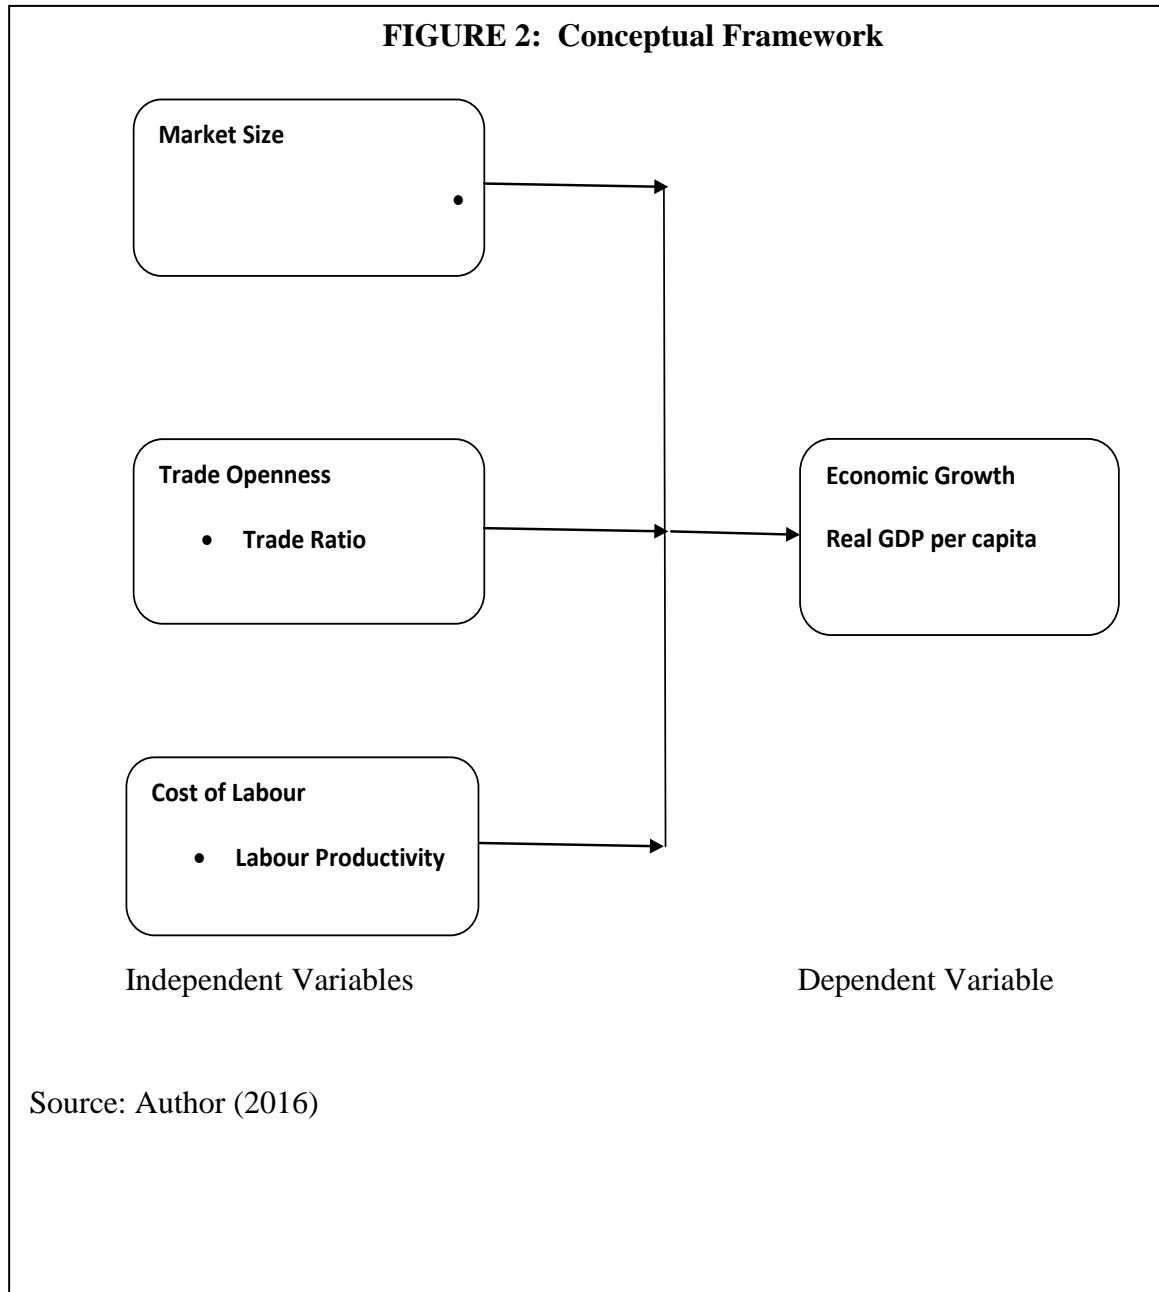 FIGURE 2: Conceptual Framework
Market Size
•
Trade Openness
• Trade Ratio
Economic Growth
Real GDP per capita
Cost of Labour
• Labour Productivity
Independent Variables
Dependent Variable
Source: Author (2016)